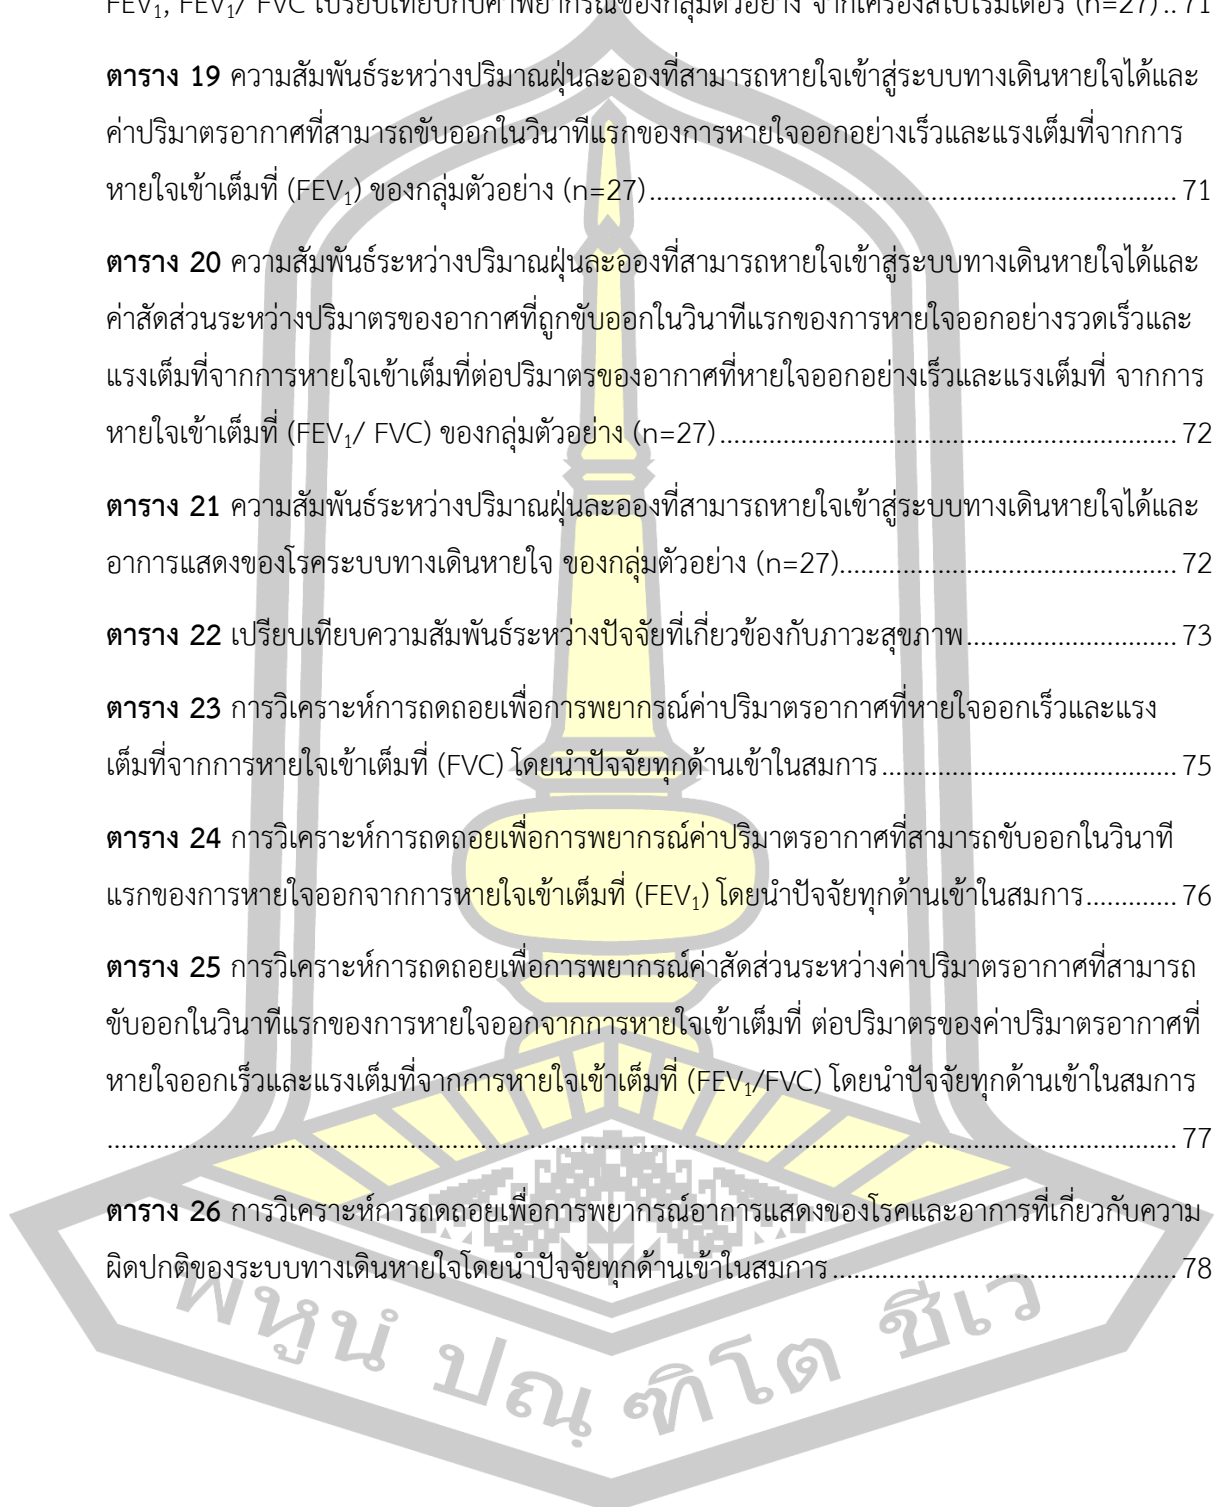 FEV₁, FEV₁/ FVC เปรียบเทียบกับค่าพยากรณ์ของกลุ่มตัวอย่าง จากเครื่องสไปโรมิเตอร์ (n=27) .. 71
ตาราง 19 ความสัมพันธ์ระหว่างปริมาณฝุ่นละอองที่สามารถหายใจเข้าสู่ระบบทางเดินหายใจได้และ
ค่าปริมาตรอากาศที่สามารถขับออกในวินาทีแรกของการหายใจออกอย่างเร็วและแรงเต็มที่จากการ
หายใจเข้าเต็มที่ (FEV₁) ของกลุ่มตัวอย่าง (n=27) ........................................................................... 71
ตาราง 20 ความสัมพันธ์ระหว่างปริมาณฝุ่นละอองที่สามารถหายใจเข้าสู่ระบบทางเดินหายใจได้และ
ค่าสัดส่วนระหว่างปริมาตรของอากาศที่ถูกขับออกในวินาทีแรกของการหายใจออกอย่างรวดเร็วและ
แรงเต็มที่จากการหายใจเข้าเต็มที่ต่อปริมาตรของอากาศที่หายใจออกอย่างเร็วและแรงเต็มที่ จากการ
หายใจเข้าเต็มที่ (FEV₁/ FVC) ของกลุ่มตัวอย่าง (n=27) ................................................................. 72
ตาราง 21 ความสัมพันธ์ระหว่างปริมาณฝุ่นละอองที่สามารถหายใจเข้าสู่ระบบทางเดินหายใจได้และ
อาการแสดงของโรคระบบทางเดินหายใจ ของกลุ่มตัวอย่าง (n=27)................................................ 72
ตาราง 22 เปรียบเทียบความสัมพันธ์ระหว่างปัจจัยที่เกี่ยวข้องกับภาวะสุขภาพ .............................. 73
ตาราง 23 การวิเคราะห์การถดถอยเพื่อการพยากรณ์ค่าปริมาตรอากาศที่หายใจออกเร็วและแรง
เต็มที่จากการหายใจเข้าเต็มที่ (FVC) โดยนำปัจจัยทุกด้านเข้าในสมการ .......................................... 75
ตาราง 24 การวิเคราะห์การถดถอยเพื่อการพยากรณ์ค่าปริมาตรอากาศที่สามารถขับออกในวินาที
แรกของการหายใจออกจากการหายใจเข้าเต็มที่ (FEV₁) โดยนำปัจจัยทุกด้านเข้าในสมการ ............. 76
ตาราง 25 การวิเคราะห์การถดถอยเพื่อการพยากรณ์ค่าสัดส่วนระหว่างค่าปริมาตรอากาศที่สามารถ
ขับออกในวินาทีแรกของการหายใจออกจากการหายใจเข้าเต็มที่ ต่อปริมาตรของค่าปริมาตรอากาศที่
หายใจออกเร็วและแรงเต็มที่จากการหายใจเข้าเต็มที่ (FEV₁/FVC) โดยนำปัจจัยทุกด้านเข้าในสมการ
........................................................................................................................................................ 77
ตาราง 26 การวิเคราะห์การถดถอยเพื่อการพยากรณ์อาการแสดงของโรคและอาการที่เกี่ยวกับความ
ผิดปกติของระบบทางเดินหายใจโดยนำปัจจัยทุกด้านเข้าในสมการ ................................................. 78
พหูนํ ปณฺฑิโต ชีเว